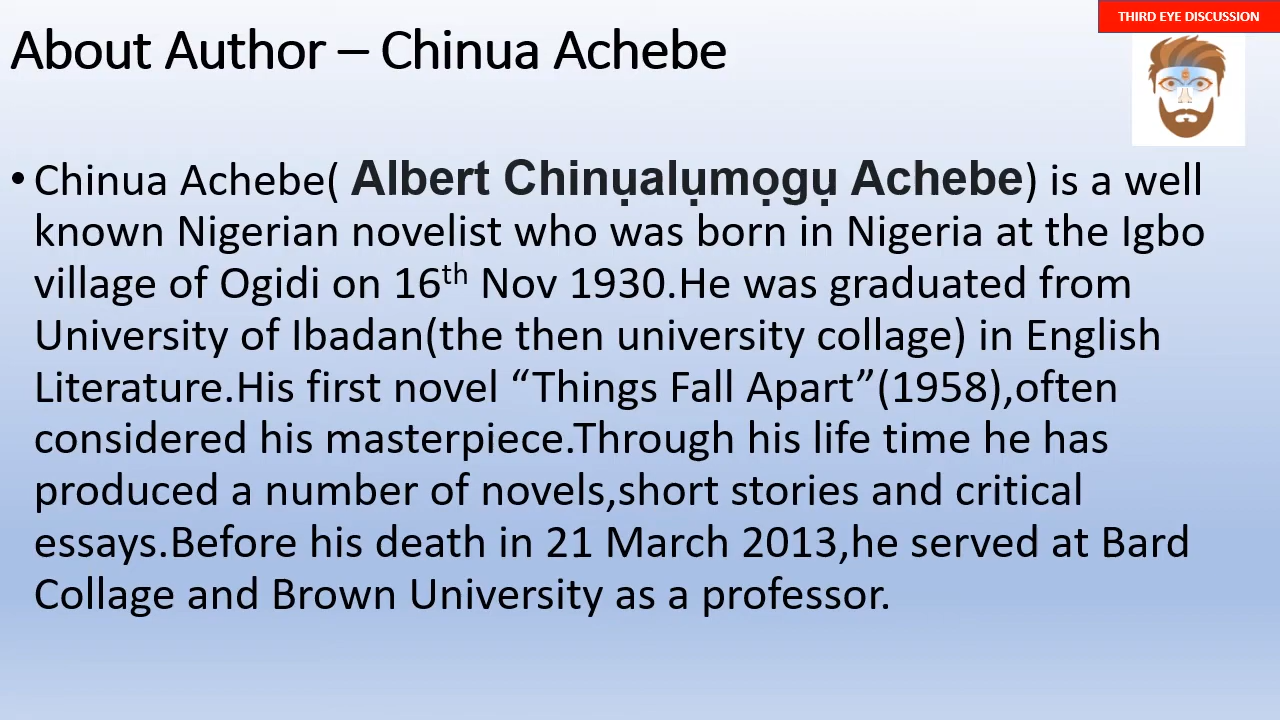 THIRD EYE DISCUSSION
About Author – Chinua Achebe
• Chinua Achebe( Albert Chinụalụmọgụ Achebe) is a well
known Nigerian novelist who was born in Nigeria at the Igbo
village of Ogidi on 16th Nov 1930.He was graduated from
University of Ibadan(the then university collage) in English
Literature.His first novel “Things Fall Apart”(1958),often
considered his masterpiece.Through his life time he has
produced a number of novels,short stories and critical
essays.Before his death in 21 March 2013,he served at Bard
Collage and Brown University as a professor.